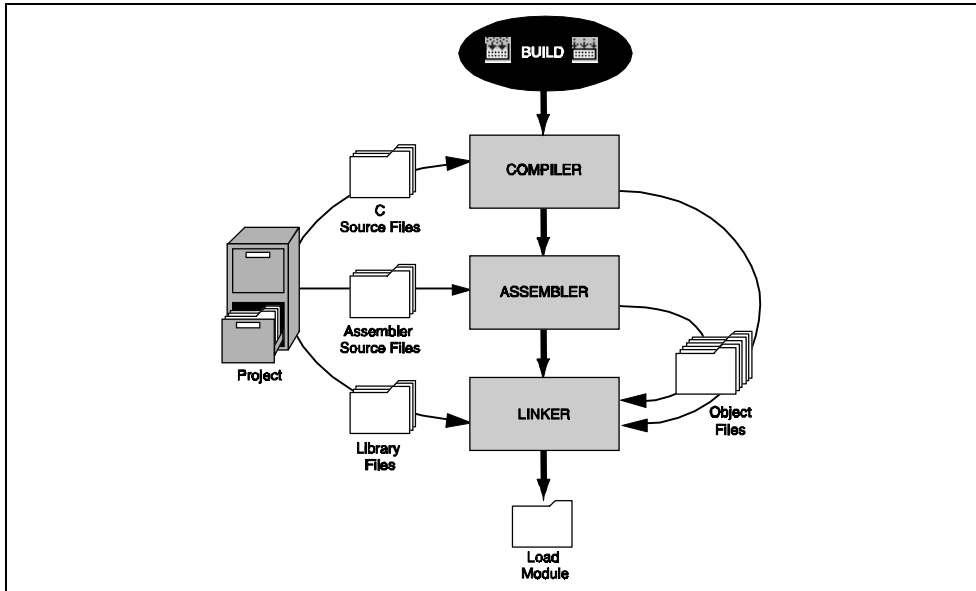 BUILD
COMPILER
C
Source Files
ASSEMBLER
Assembler
Source Files
Project
LINKER
Object
Files
Library
Files
Load
Module